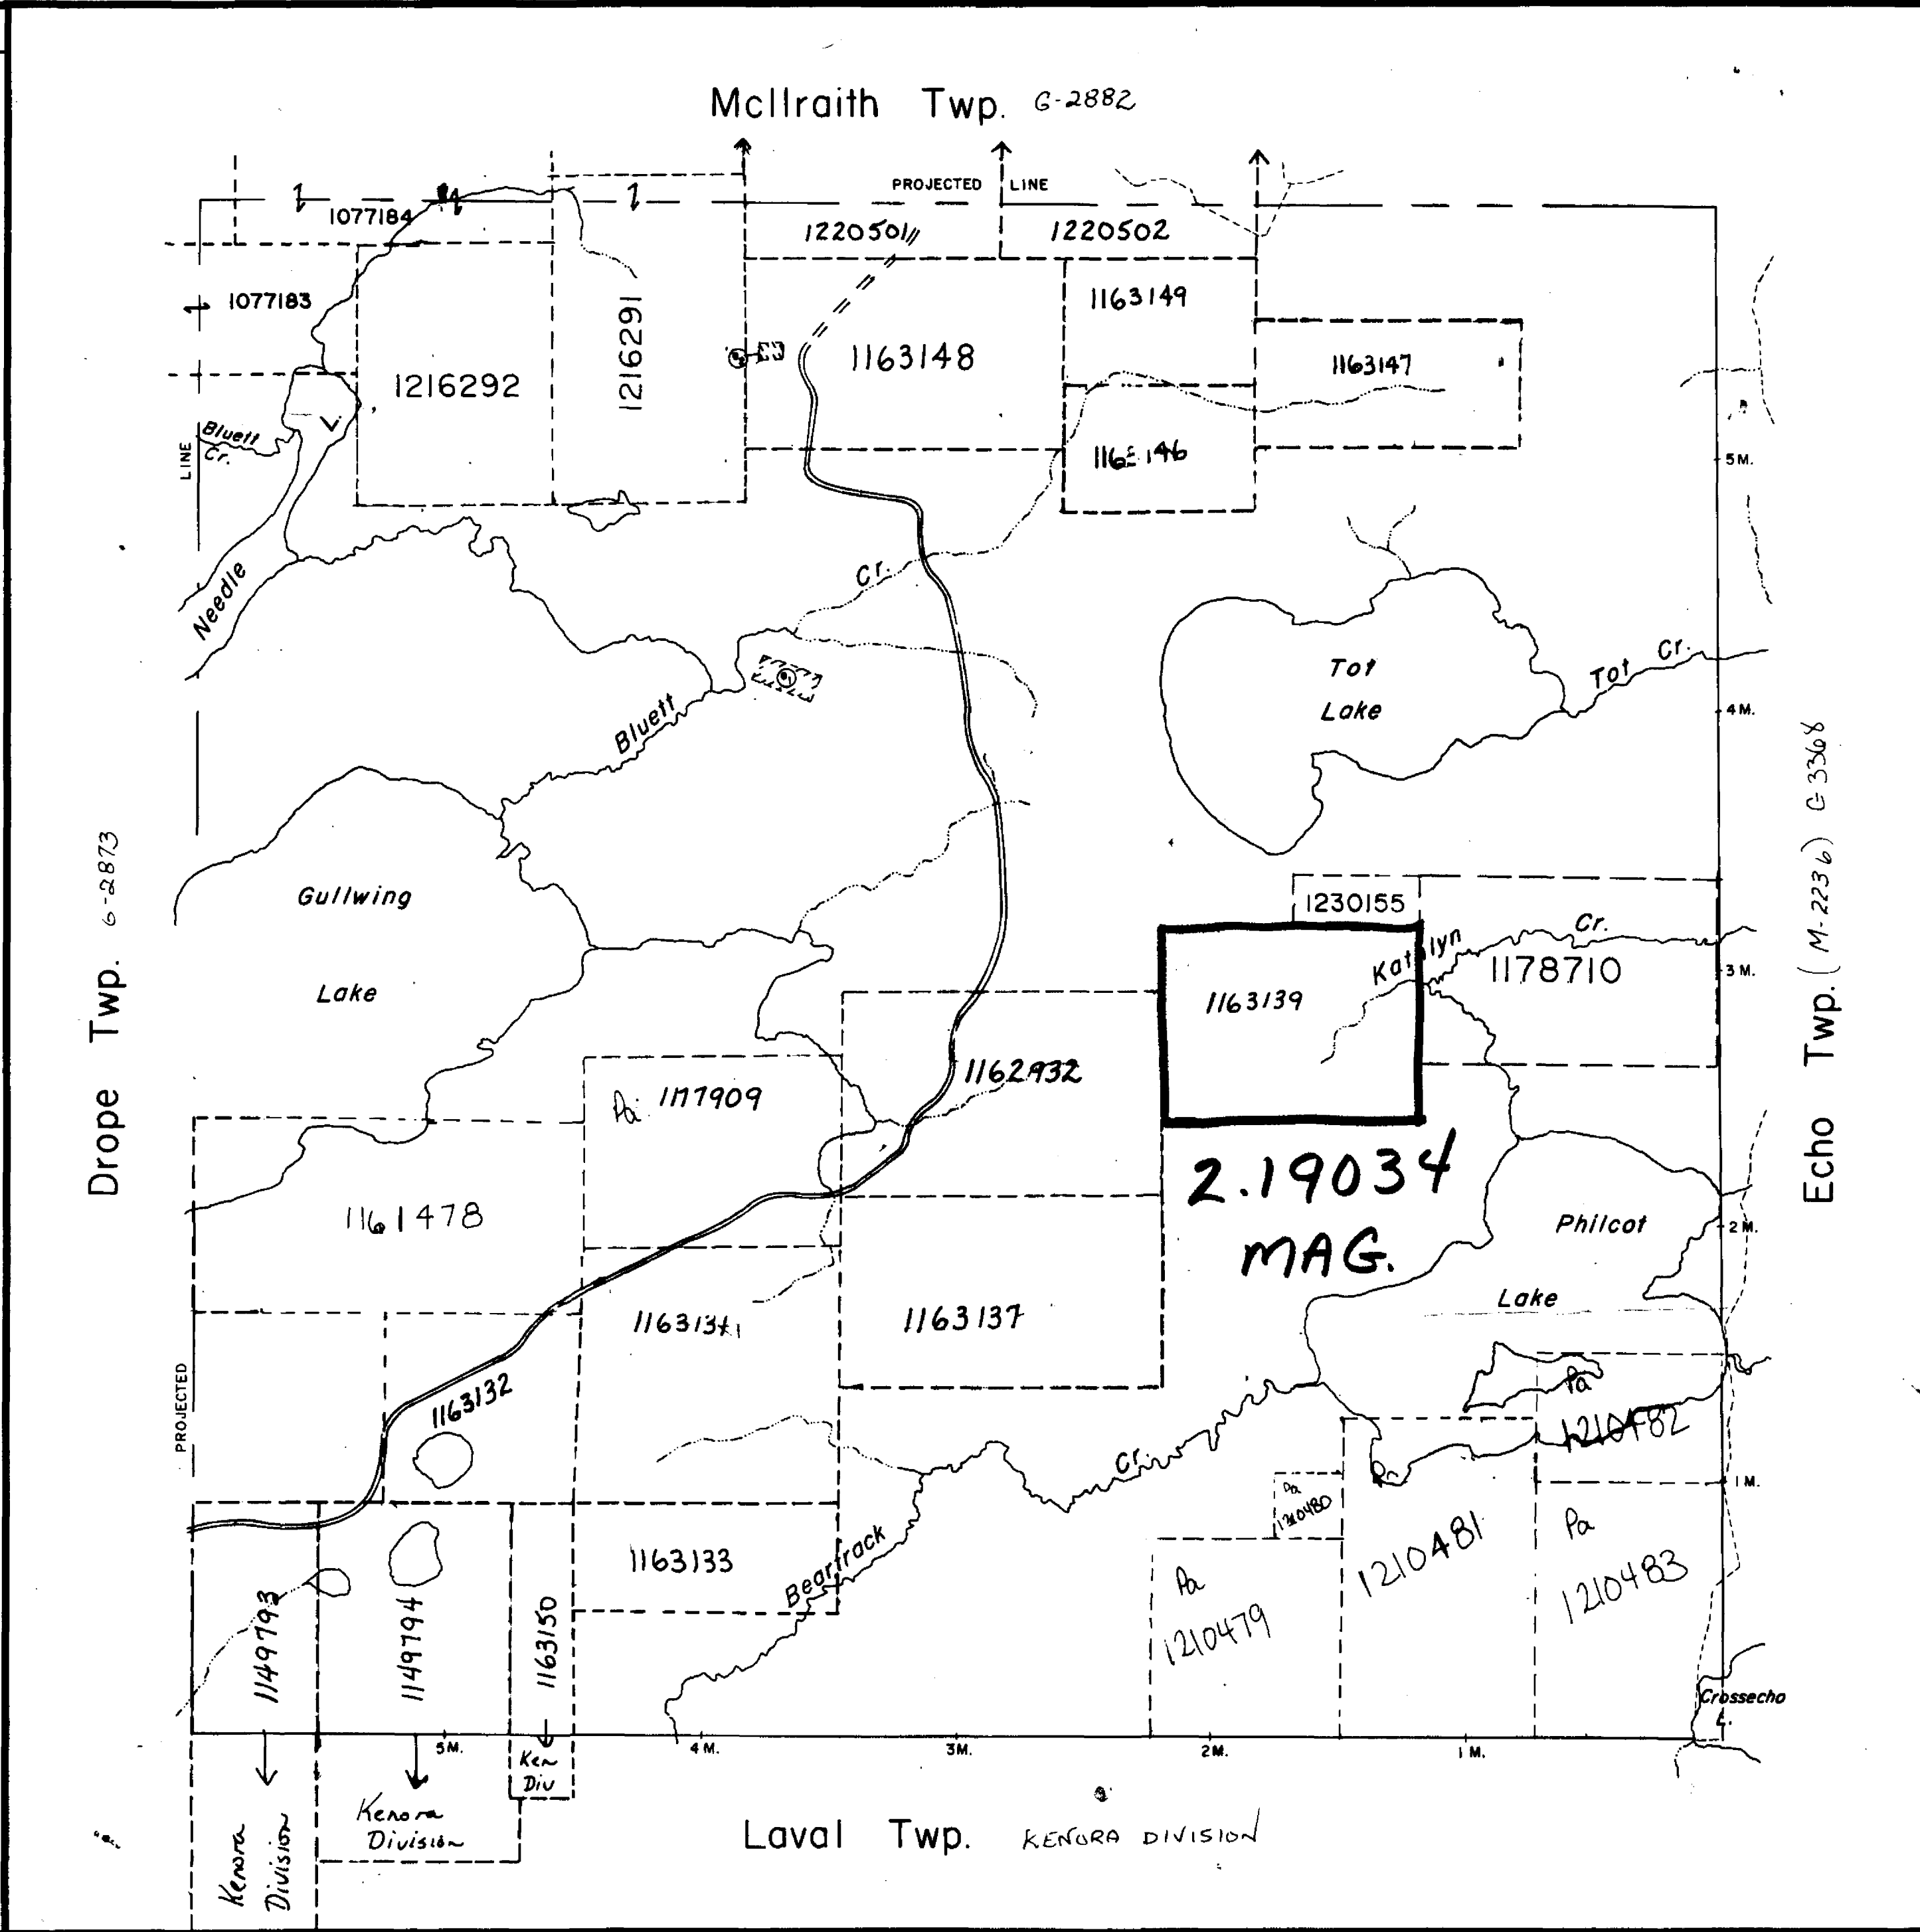 McIlraith Twp. G-2882
PROJECTED LINE
1077184
1220501
1220502
1077183
1163149
1216292
1216291
1163148
1163147
Bluett
Cr.
LINE
5M.
Needle
Cr.
Tot
Lake
Tot Cr.
Bluett
4M.
Gullwing
Lake
Drope Twp. G-2873
Echo Twp. (M-2236) G-3368
1230155
Katalyn Cr.
1178710
3M.
1163139
1162932
Pa
2.19034
MAG.
1161478
Philcot
Lake
2M.
1163137
PROJECTED
1163132
Pa
1210482
Cr.
1M.
Pa
1210480
1163133
Beartrack
1210481
Pa
1210483
Pa
1210479
1149793
1149794
1163150
Crossecho
L.
5M.
4M.
3M.
2M.
1M.
Ken
Div
Kenora
Division
Kenora
Division
Laval Twp. KENORA DIVISION